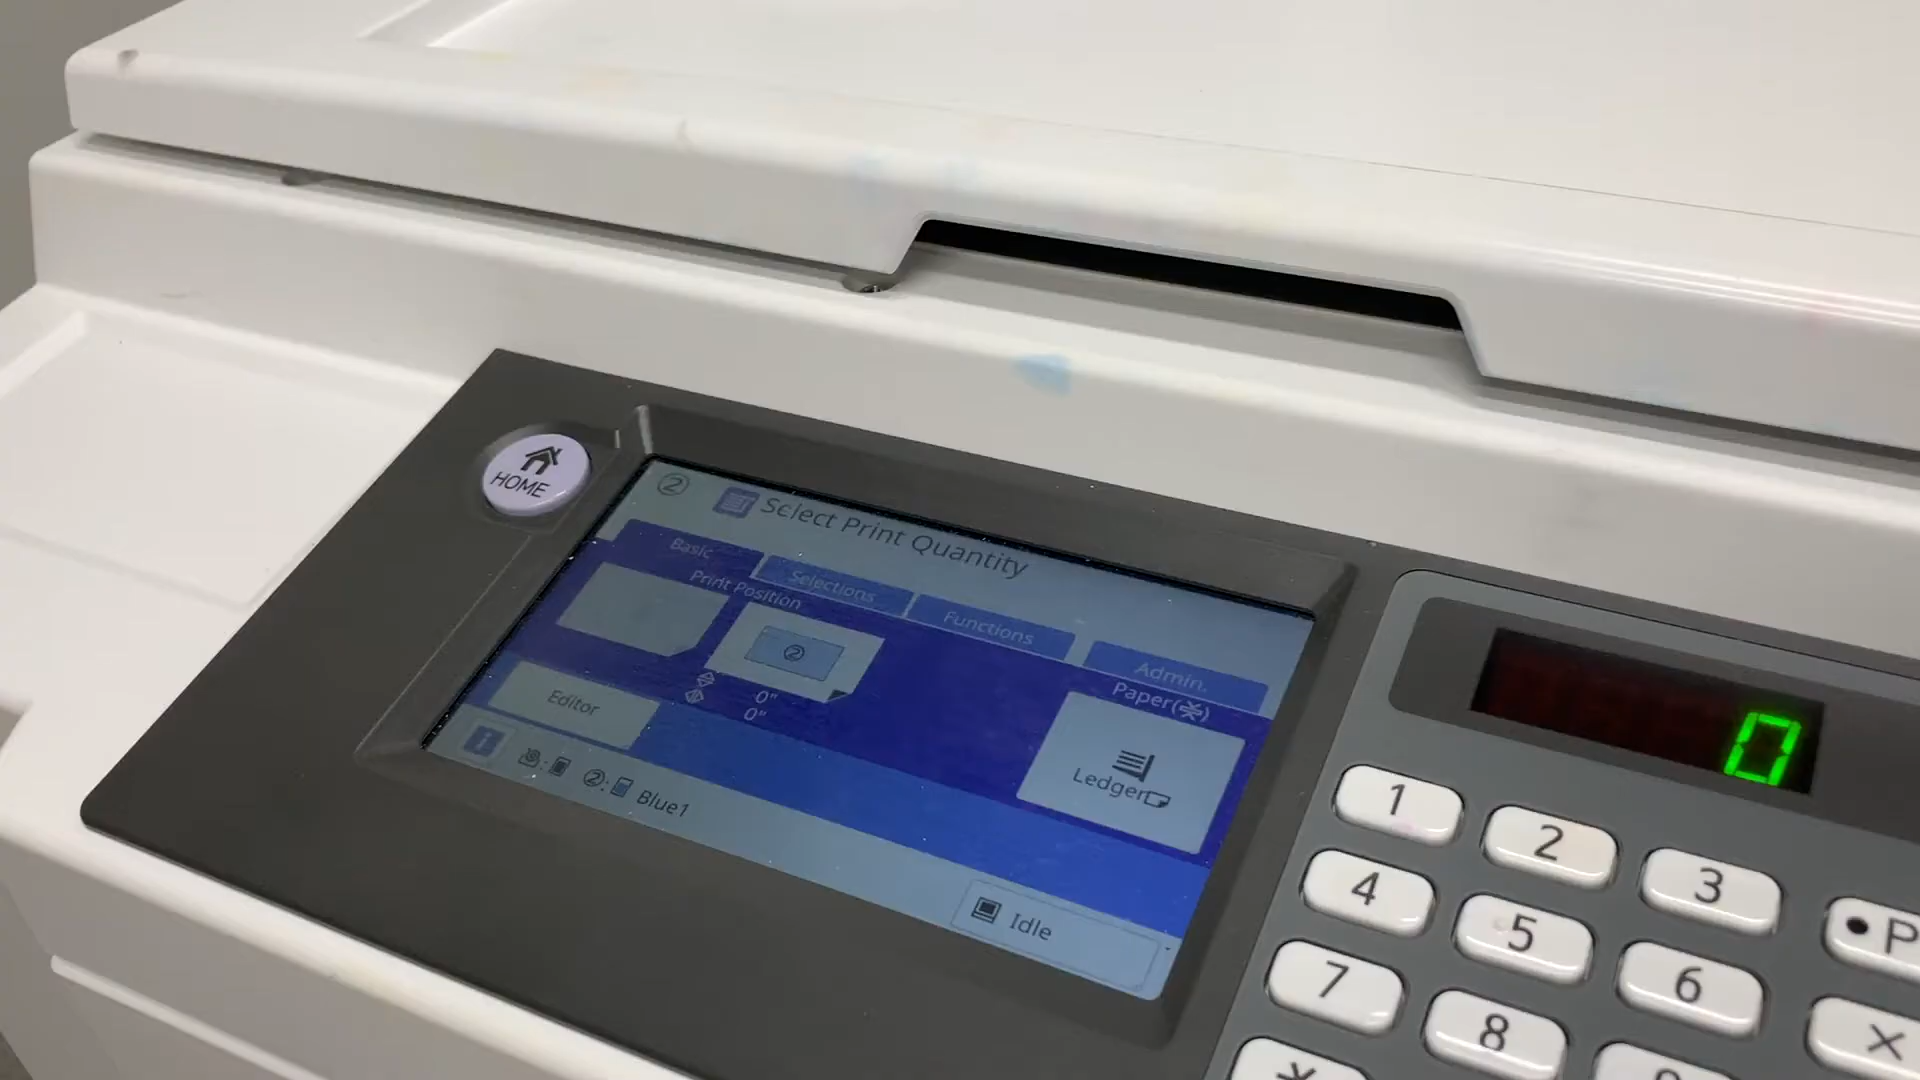 HOME
② Select Print Quantity
Basic
Selections
Functions
Admin.
Print Position
②
0"
0"
Paper(*)
Ledger
Editor
i
②: Blue1
Idle
0
1
2
3
4
5
6
P
7
8
×
*